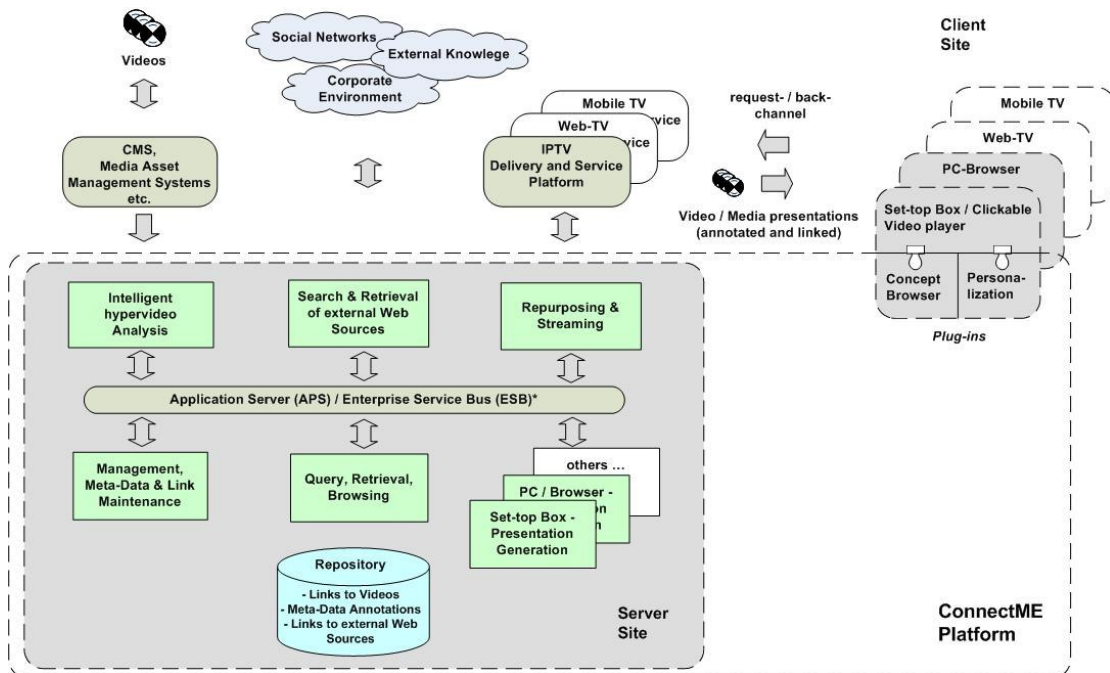 Videos
Social Networks
External Knowlege
Corporate
Environment
Client
Site
CMS,
Media Asset
Management Systems
etc.
Mobile TV
vice
Web-TV
vice
IPTV
Delivery and Service
Platform
request- / back-
channel
Video / Media presentations
(annotated and linked)
Mobile TV
Web-TV
PC-Browser
Set-top Box / Clickable
Video player
Concept
Browser
Persona-
lization
Plug-ins
Intelligent
hypervideo
Analysis
Search & Retrieval
of external Web
Sources
Repurposing &
Streaming
Application Server (APS) / Enterprise Service Bus (ESB)*
Management,
Meta-Data & Link
Maintenance
Query, Retrieval,
Browsing
others ...
PC / Browser -
on
n
Set-top Box -
Presentation
Generation
Repository
- Links to Videos
- Meta-Data Annotations
- Links to external Web
Sources
Server
Site
ConnectME
Platform